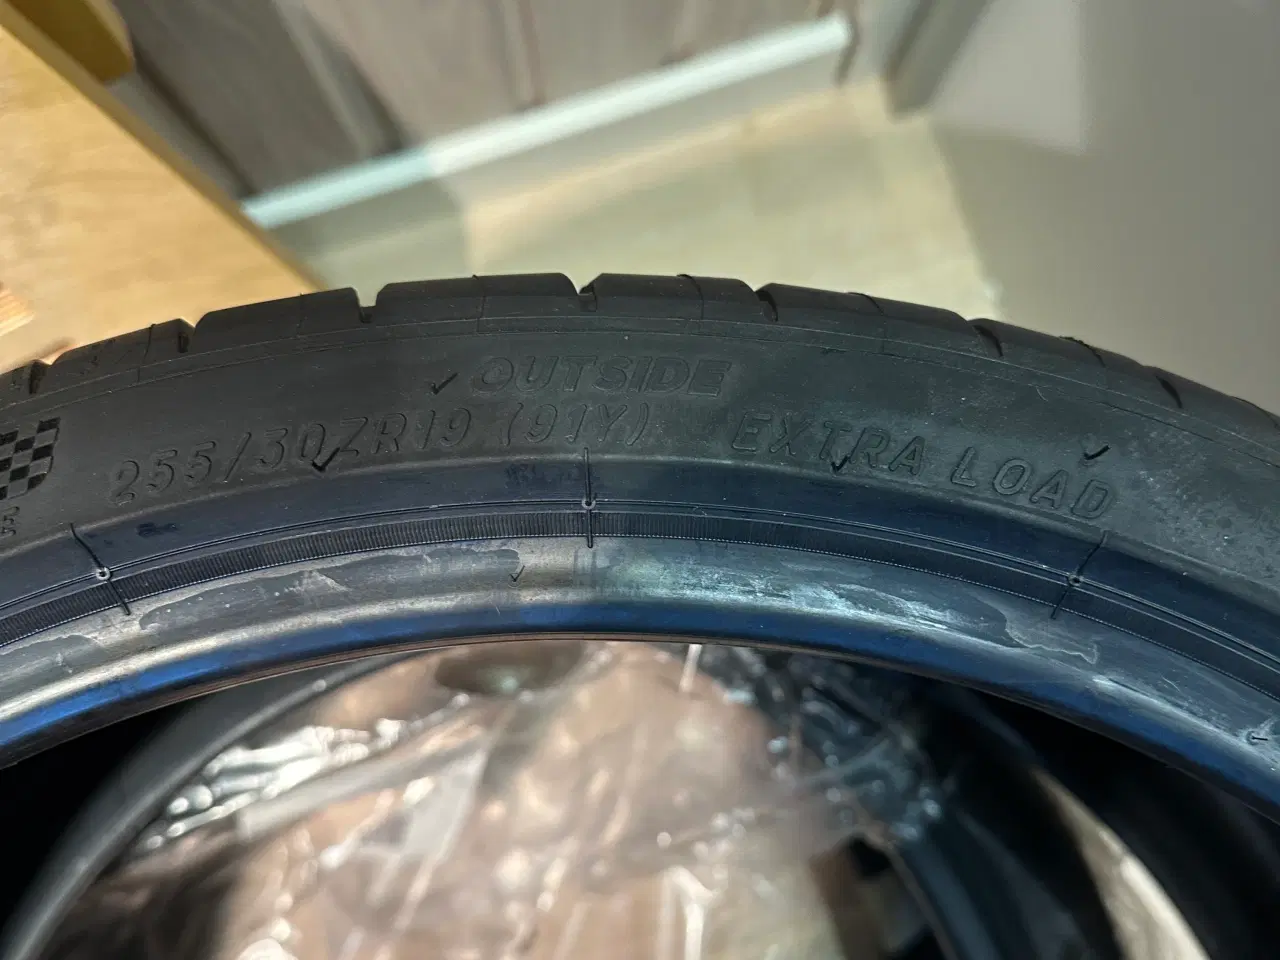 OUTSIDE
255/30ZR19 (91Y) EXTRA LOAD